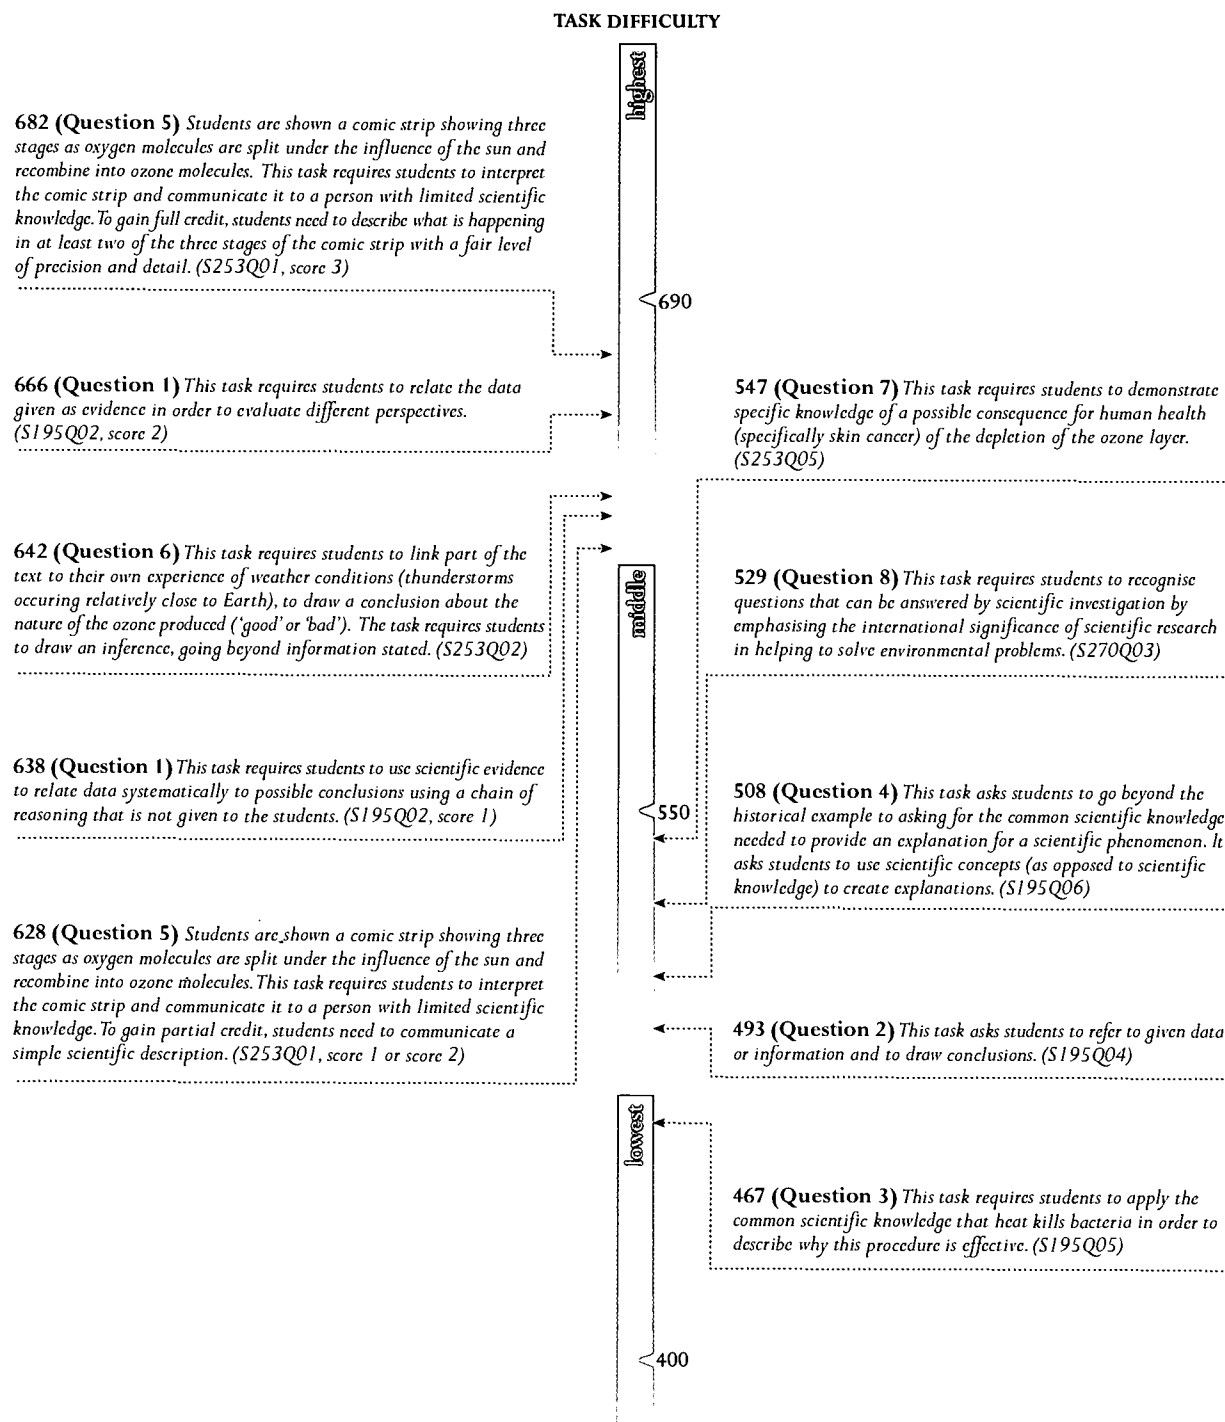 TASK DIFFICULTY
highest
682 (Question 5) Students are shown a comic strip showing three
stages as oxygen molecules are split under the influence of the sun and
recombine into ozone molecules. This task requires students to interpret
the comic strip and communicate it to a person with limited scientific
knowledge. To gain full credit, students need to describe what is happening
in at least two of the three stages of the comic strip with a fair level
of precision and detail. (S253Q01, score 3)
690
666 (Question 1) This task requires students to relate the data
given as evidence in order to evaluate different perspectives.
(S195Q02, score 2)
642 (Question 6) This task requires students to link part of the
text to their own experience of weather conditions (thunderstorms
occuring relatively close to Earth), to draw a conclusion about the
nature of the ozone produced ('good' or 'bad'). The task requires students
to draw an inference, going beyond information stated. (S253Q02)
638 (Question 1) This task requires students to use scientific evidence
to relate data systematically to possible conclusions using a chain of
reasoning that is not given to the students. (S195Q02, score 1)
628 (Question 5) Students are shown a comic strip showing three
stages as oxygen molecules are split under the influence of the sun and
recombine into ozone molecules. This task requires students to interpret
the comic strip and communicate it to a person with limited scientific
knowledge. To gain partial credit, students need to communicate a
simple scientific description. (S253Q01, score 1 or score 2)
middle
550
547 (Question 7) This task requires students to demonstrate
specific knowledge of a possible consequence for human health
(specifically skin cancer) of the depletion of the ozone layer.
(S253Q05)
529 (Question 8) This task requires students to recognise
questions that can be answered by scientific investigation by
emphasising the international significance of scientific research
in helping to solve environmental problems. (S270Q03)
508 (Question 4) This task asks students to go beyond the
historical example to asking for the common scientific knowledge
needed to provide an explanation for a scientific phenomenon. It
asks students to use scientific concepts (as opposed to scientific
knowledge) to create explanations. (S195Q06)
493 (Question 2) This task asks students to refer to given data
or information and to draw conclusions. (S195Q04)
lowest
467 (Question 3) This task requires students to apply the
common scientific knowledge that heat kills bacteria in order to
describe why this procedure is effective. (S195Q05)
400